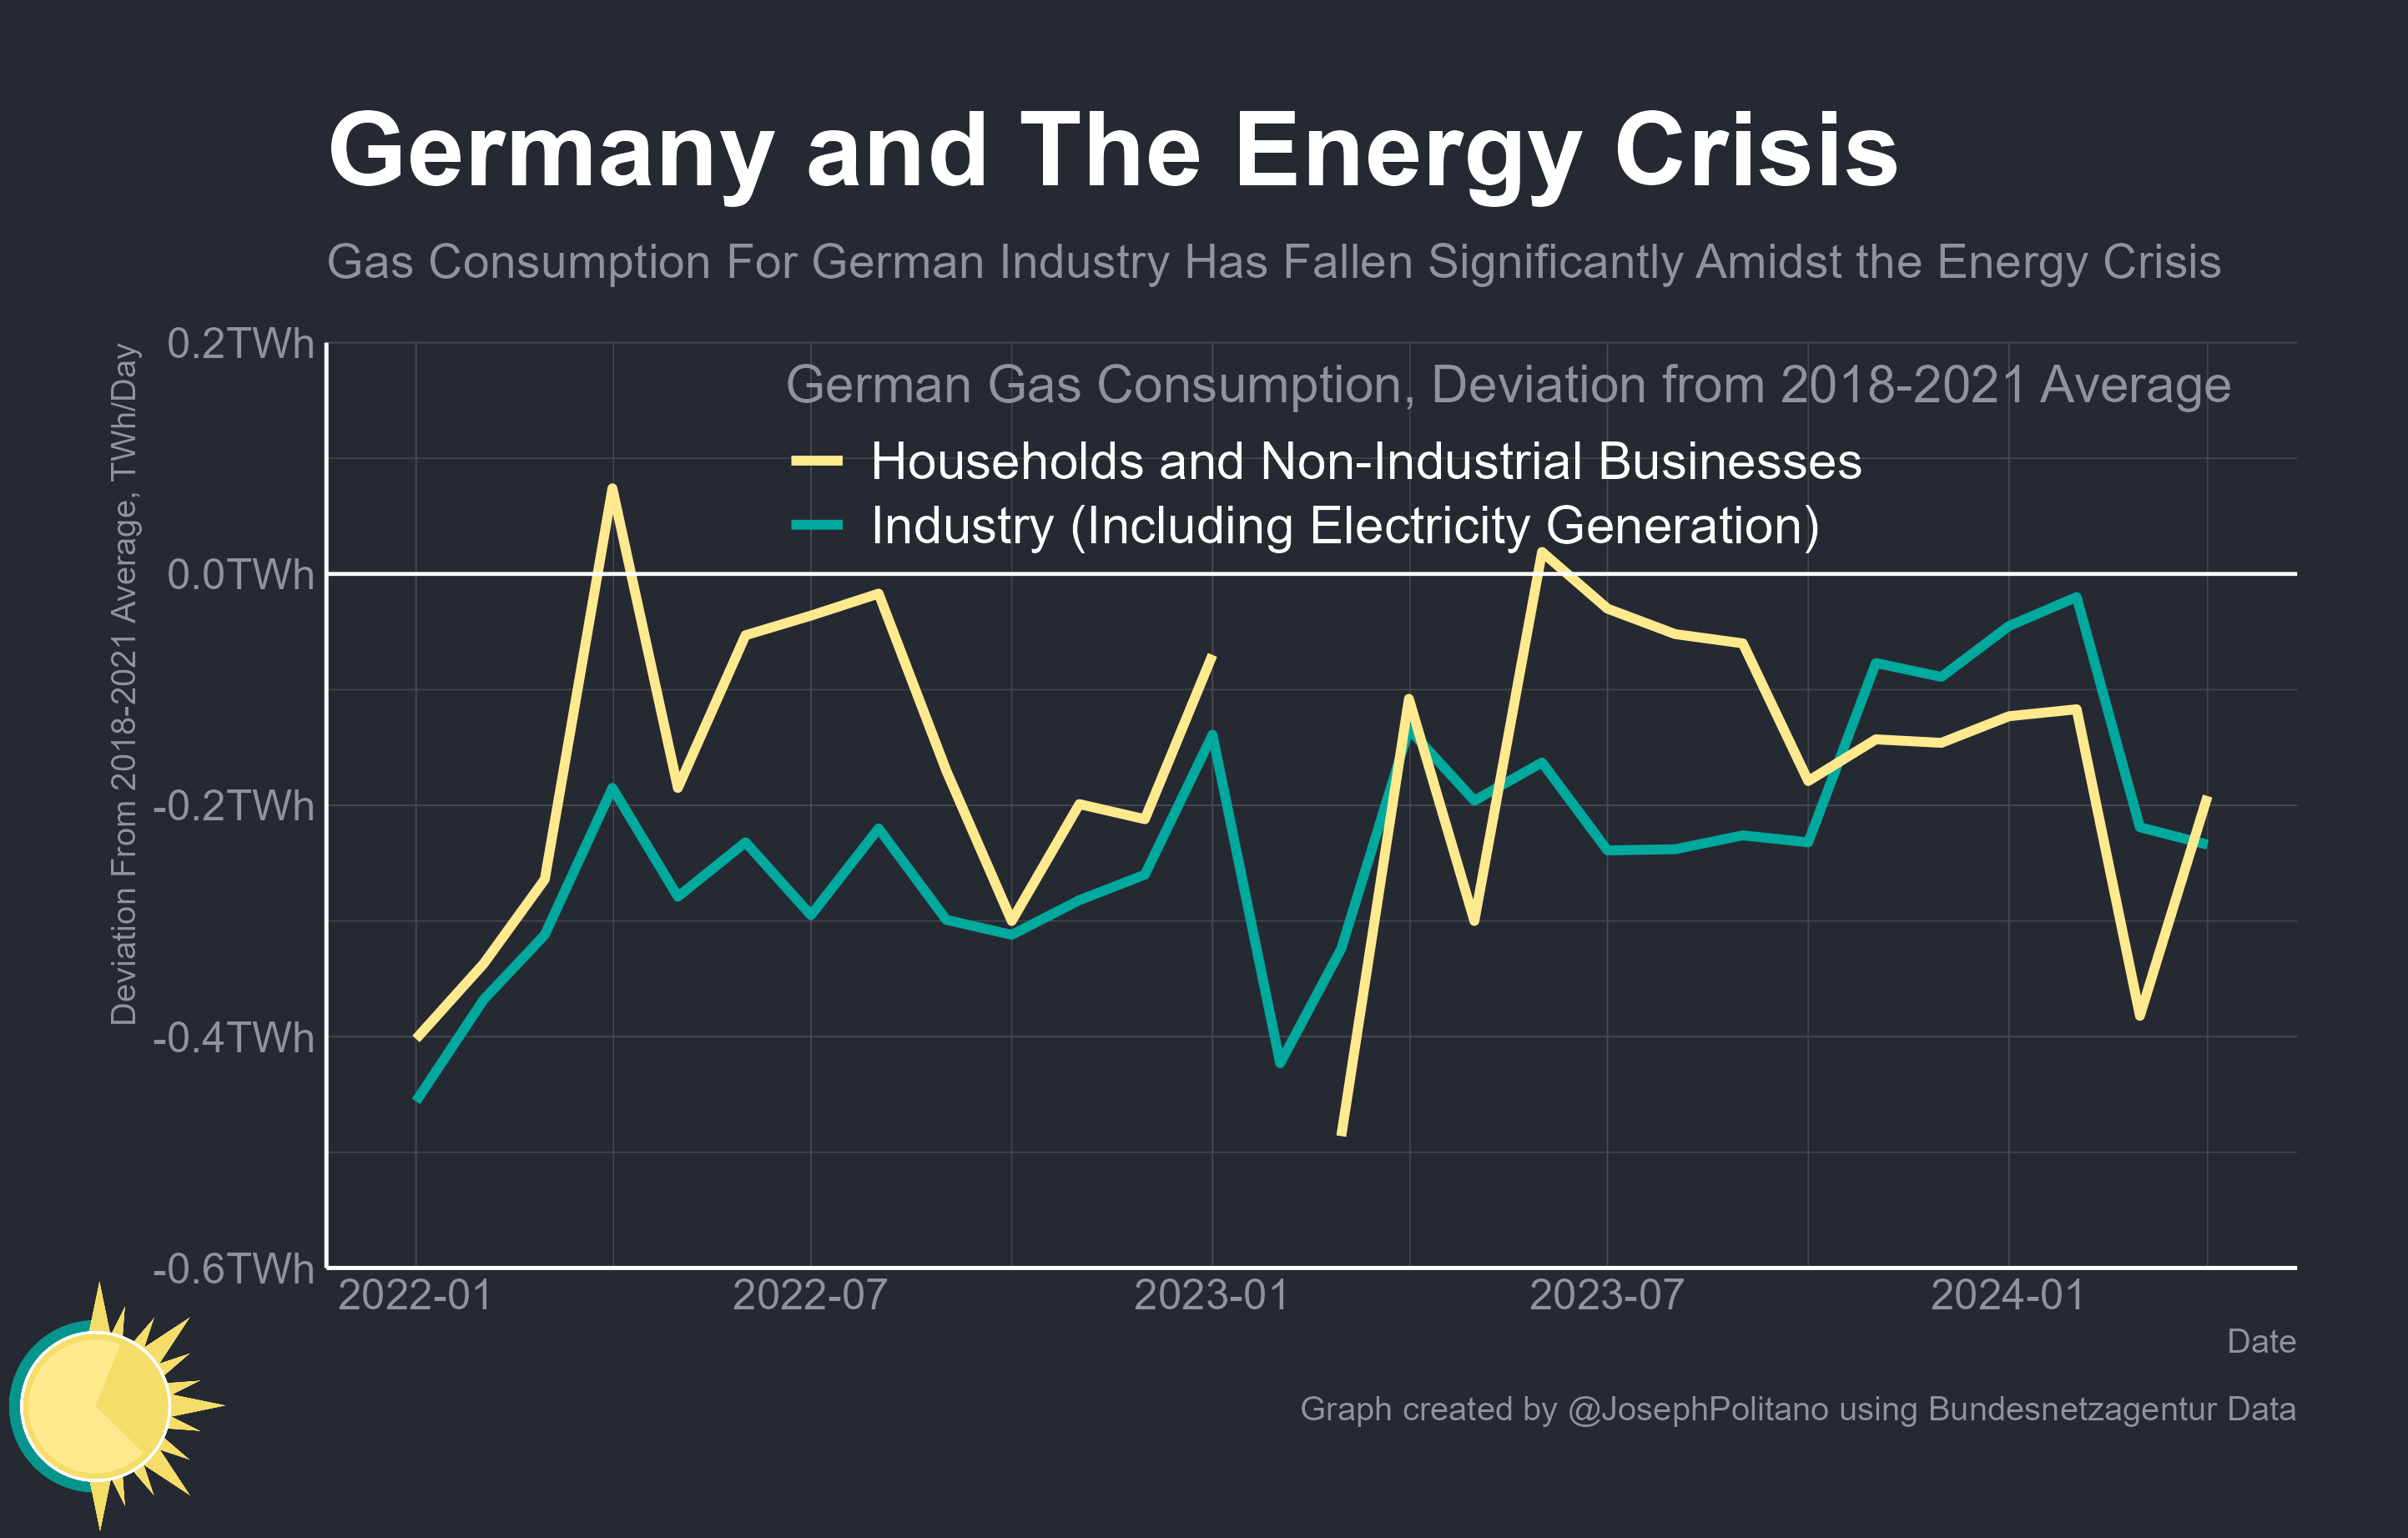 Germany and The Energy Crisis
Gas Consumption For German Industry Has Fallen Significantly Amidst the Energy Crisis
Deviation From 2018-2021 Average, TWh/Day
0.2TWh
0.0TWh
-0.2TWh
-0.4TWh
-0.6TWh
German Gas Consumption, Deviation from 2018-2021 Average
Households and Non-Industrial Businesses
Industry (Including Electricity Generation)
2022-01
2022-07
2023-01
2023-07
2024-01
Date
Graph created by @JosephPolitano using Bundesnetzagentur Data